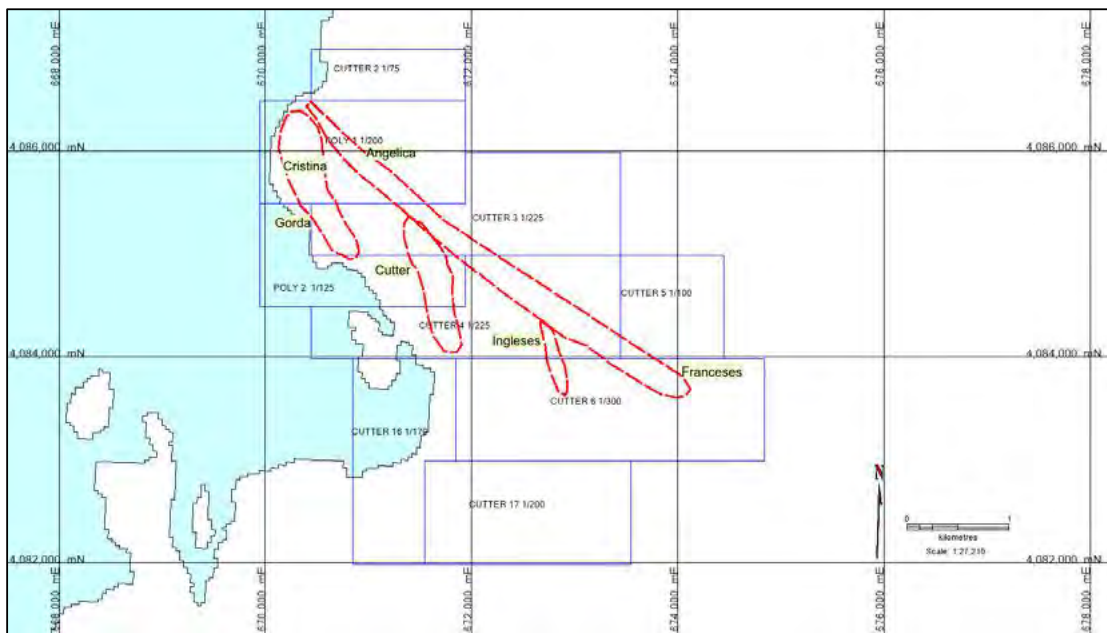 668,000 mE
670,000 mE
672,000 mE
674,000 mE
676,000 mE
678,000 mE
CUTTER 2 1/75
POLY 1 1/200
4,086,000 mN
Angelica
4,086,000 mN
Cristina
CUTTER 3 1/225
Gorda
Cutter
POLY 2 1/125
CUTTER 5 1/100
CUTTER 4 1/225
Ingleses
4,084,000 mN
4,084,000 mN
Franceses
CUTTER 6 1/300
CUTTER 16 1/179
N
CUTTER 17 1/200
0 1
kilometres
Scale: 1:27,210
4,082,000 mN
4,082,000 mN
668,000 mE
670,000 mE
672,000 mE
674,000 mE
676,000 mE
678,000 mE